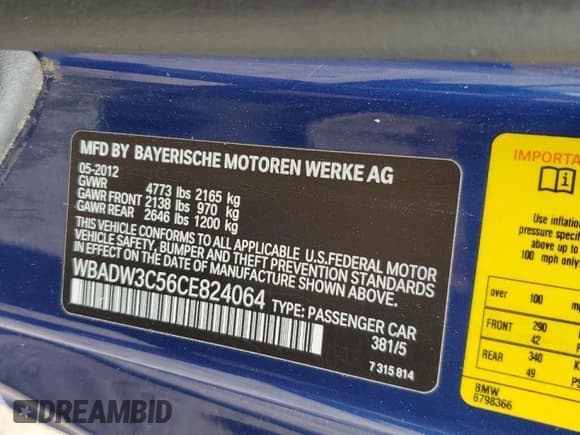 MFD BY BAYERISCHE MOTOREN WERKE AG
05-2012
GVWR 4773 lbs 2165 kg
GAWR FRONT 2138 lbs 970 kg
GAWR REAR 2646 lbs 1200 kg
THIS VEHICLE CONFORMS TO ALL APPLICABLE U.S.FEDERAL MOTOR
VEHICLE SAFETY, BUMPER AND THEFT PREVENTION STANDARDS
IN EFFECT ON THE DATE OF MANUFACTURE SHOWN ABOVE.
WBADW3C56CE824064 TYPE: PASSENGER CAR
381/5
7 315 814
IMPORTA
Use inflation
above up to
100 mph only:
over 100
FRONT 290
42
REAR 340
49
BMW
6798366
DREAMBID